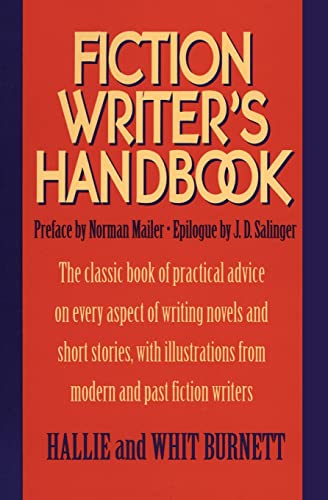 FICTION
WRITER'S
HANDBOOK
Preface by Norman Mailer • Epilogue by J. D. Salinger
The classic book of practical advice
on every aspect of writing novels and
short stories, with illustrations from
modern and past fiction writers
HALLIE and WHIT BURNETT